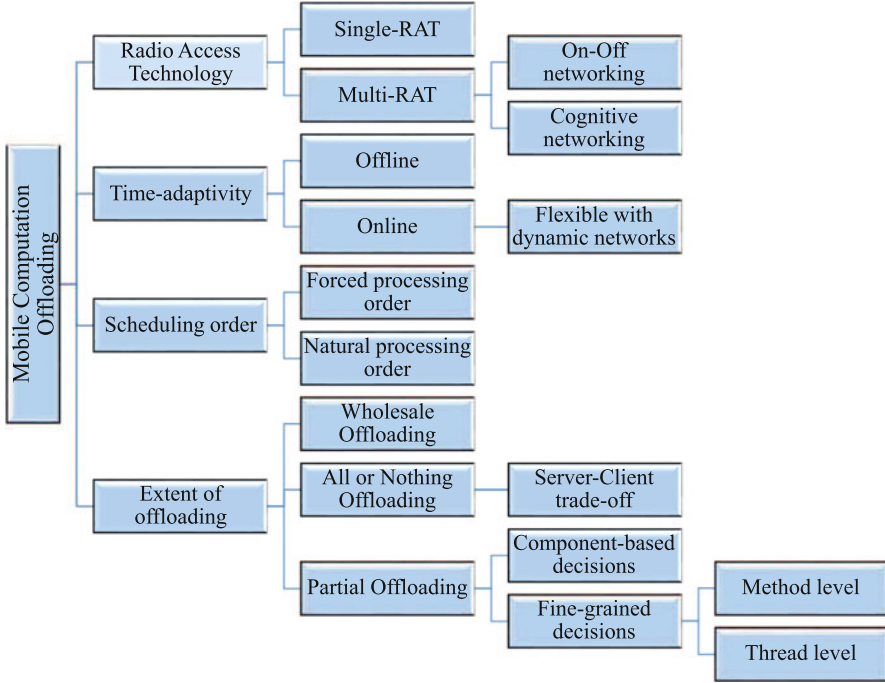 Mobile Computation
Offloading
Radio Access
Technology
Single-RAT
Multi-RAT
On-Off
networking
Cognitive
networking
Time-adaptivity
Offline
Online
Flexible with
dynamic networks
Scheduling order
Forced processing
order
Natural processing
order
Extent of
offloading
Wholesale
Offloading
All or Nothing
Offloading
Server-Client
trade-off
Partial Offloading
Component-based
decisions
Fine-grained
decisions
Method level
Thread level